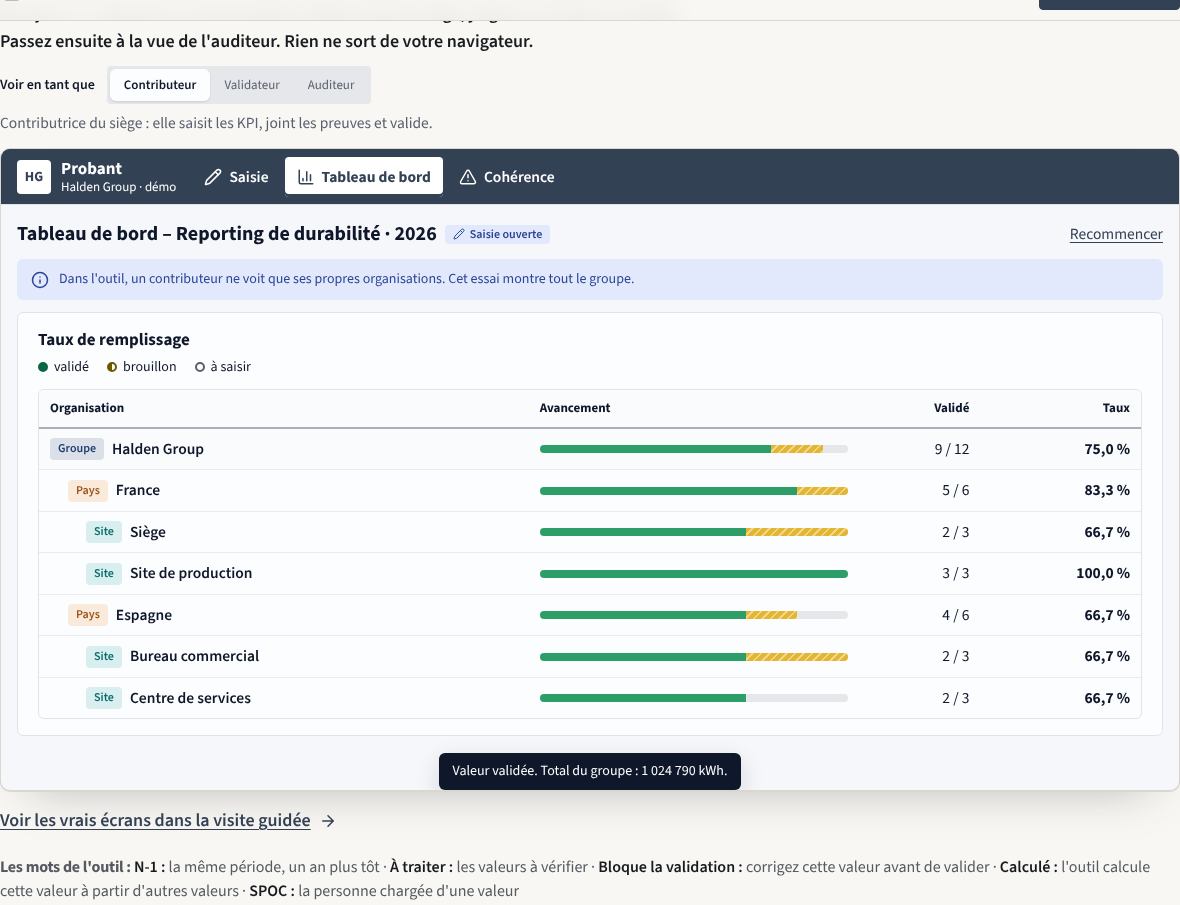 Passez ensuite à la vue de l'auditeur. Rien ne sort de votre navigateur.
Voir en tant que Contributeur Validateur Auditeur
Contributrice du siège : elle saisit les KPI, joint les preuves et valide.
HG Probant Saisie Tableau de bord Cohérence
Halden Group · démo
Tableau de bord – Reporting de durabilité · 2026 Saisie ouverte Recommencer
Dans l'outil, un contributeur ne voit que ses propres organisations. Cet essai montre tout le groupe.
Taux de remplissage
validé brouillon à saisir
Organisation Avancement Validé Taux
Groupe Halden Group 9 / 12 75,0 %
Pays France 5 / 6 83,3 %
Site Siège 2 / 3 66,7 %
Site Site de production 3 / 3 100,0 %
Pays Espagne 4 / 6 66,7 %
Site Bureau commercial 2 / 3 66,7 %
Site Centre de services 2 / 3 66,7 %
Valeur validée. Total du groupe : 1 024 790 kWh.
Voir les vrais écrans dans la visite guidée →
Les mots de l'outil : N-1 : la même période, un an plus tôt · À traiter : les valeurs à vérifier · Bloque la validation : corrigez cette valeur avant de valider · Calculé : l'outil calcule
cette valeur à partir d'autres valeurs · SPOC : la personne chargée d'une valeur